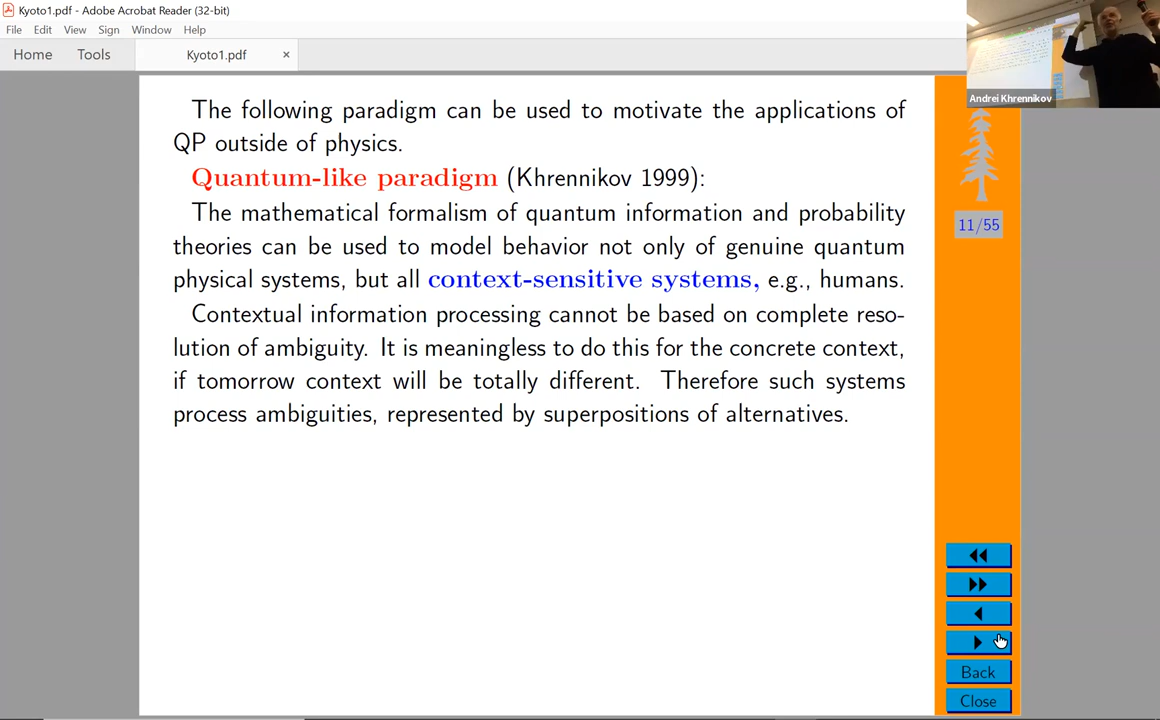 Kyoto1.pdf - Adobe Acrobat Reader (32-bit)
File Edit View Sign Window Help
Home Tools Kyoto1.pdf ×
Andrei Khrennikov
The following paradigm can be used to motivate the applications of
QP outside of physics.
Quantum-like paradigm (Khrennikov 1999):
The mathematical formalism of quantum information and probability
theories can be used to model behavior not only of genuine quantum
physical systems, but all context-sensitive systems, e.g., humans.
Contextual information processing cannot be based on complete reso-
lution of ambiguity. It is meaningless to do this for the concrete context,
if tomorrow context will be totally different. Therefore such systems
process ambiguities, represented by superpositions of alternatives.
11/55
Back
Close